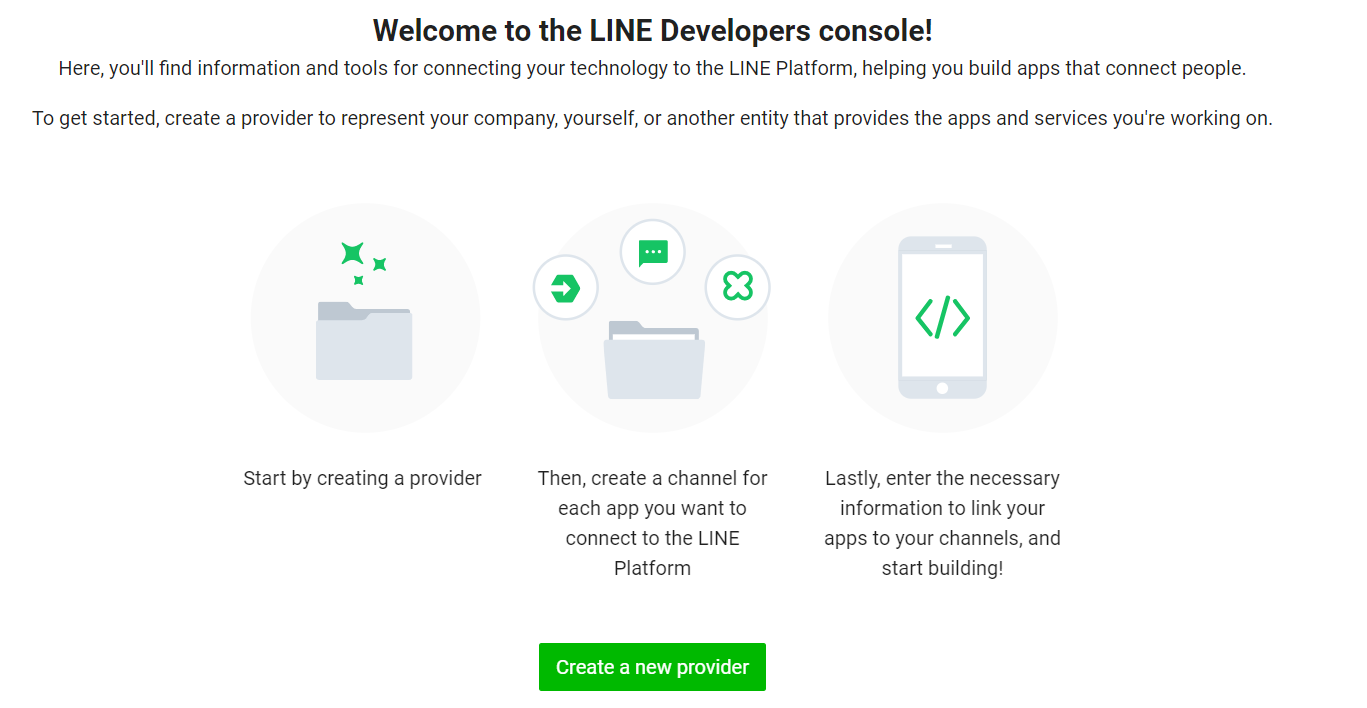 Welcome to the LINE Developers console!
Here, you'll find information and tools for connecting your technology to the LINE Platform, helping you build apps that connect people.
To get started, create a provider to represent your company, yourself, or another entity that provides the apps and services you're working on.
Start by creating a provider
Then, create a channel for
each app you want to
connect to the LINE
Platform
Lastly, enter the necessary
information to link your
apps to your channels, and
start building!
Create a new provider